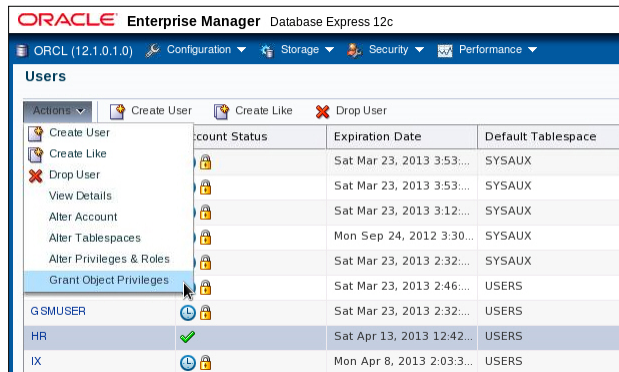 ORACLE Enterprise Manager Database Express 12c
ORCL (12.1.0.1.0) Configuration Storage Security Performance
Users
Actions Create User Create Like Drop User
Create User
Create Like
Drop User
View Details
Alter Account
Alter Tablespaces
Alter Privileges & Roles
Grant Object Privileges
count Status Expiration Date Default Tablespace
Sat Mar 23, 2013 3:53:... SYSAUX
Sat Mar 23, 2013 3:53:... SYSAUX
Sat Mar 23, 2013 3:12:... SYSAUX
Mon Sep 24, 2012 3:30... SYSAUX
Sat Mar 23, 2013 2:32:... SYSAUX
Sat Mar 23, 2013 2:46:... USERS
GSMUSER Sat Mar 23, 2013 2:32:... USERS
HR Sat Apr 13, 2013 12:42... USERS
IX Mon Apr 8, 2013 2:03:3... USERS